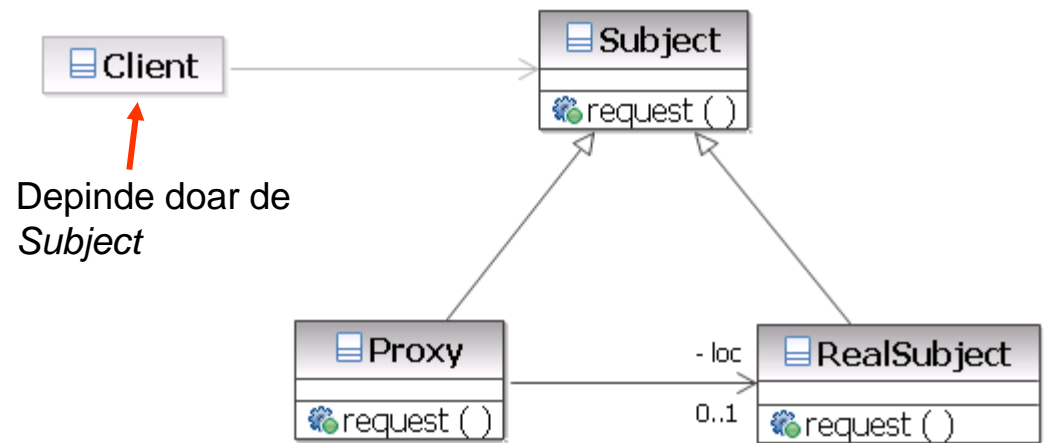 Client
Subject
request ( )
Depinde doar de
Subject
Proxy
request ( )
- loc
0..1
RealSubject
request ( )